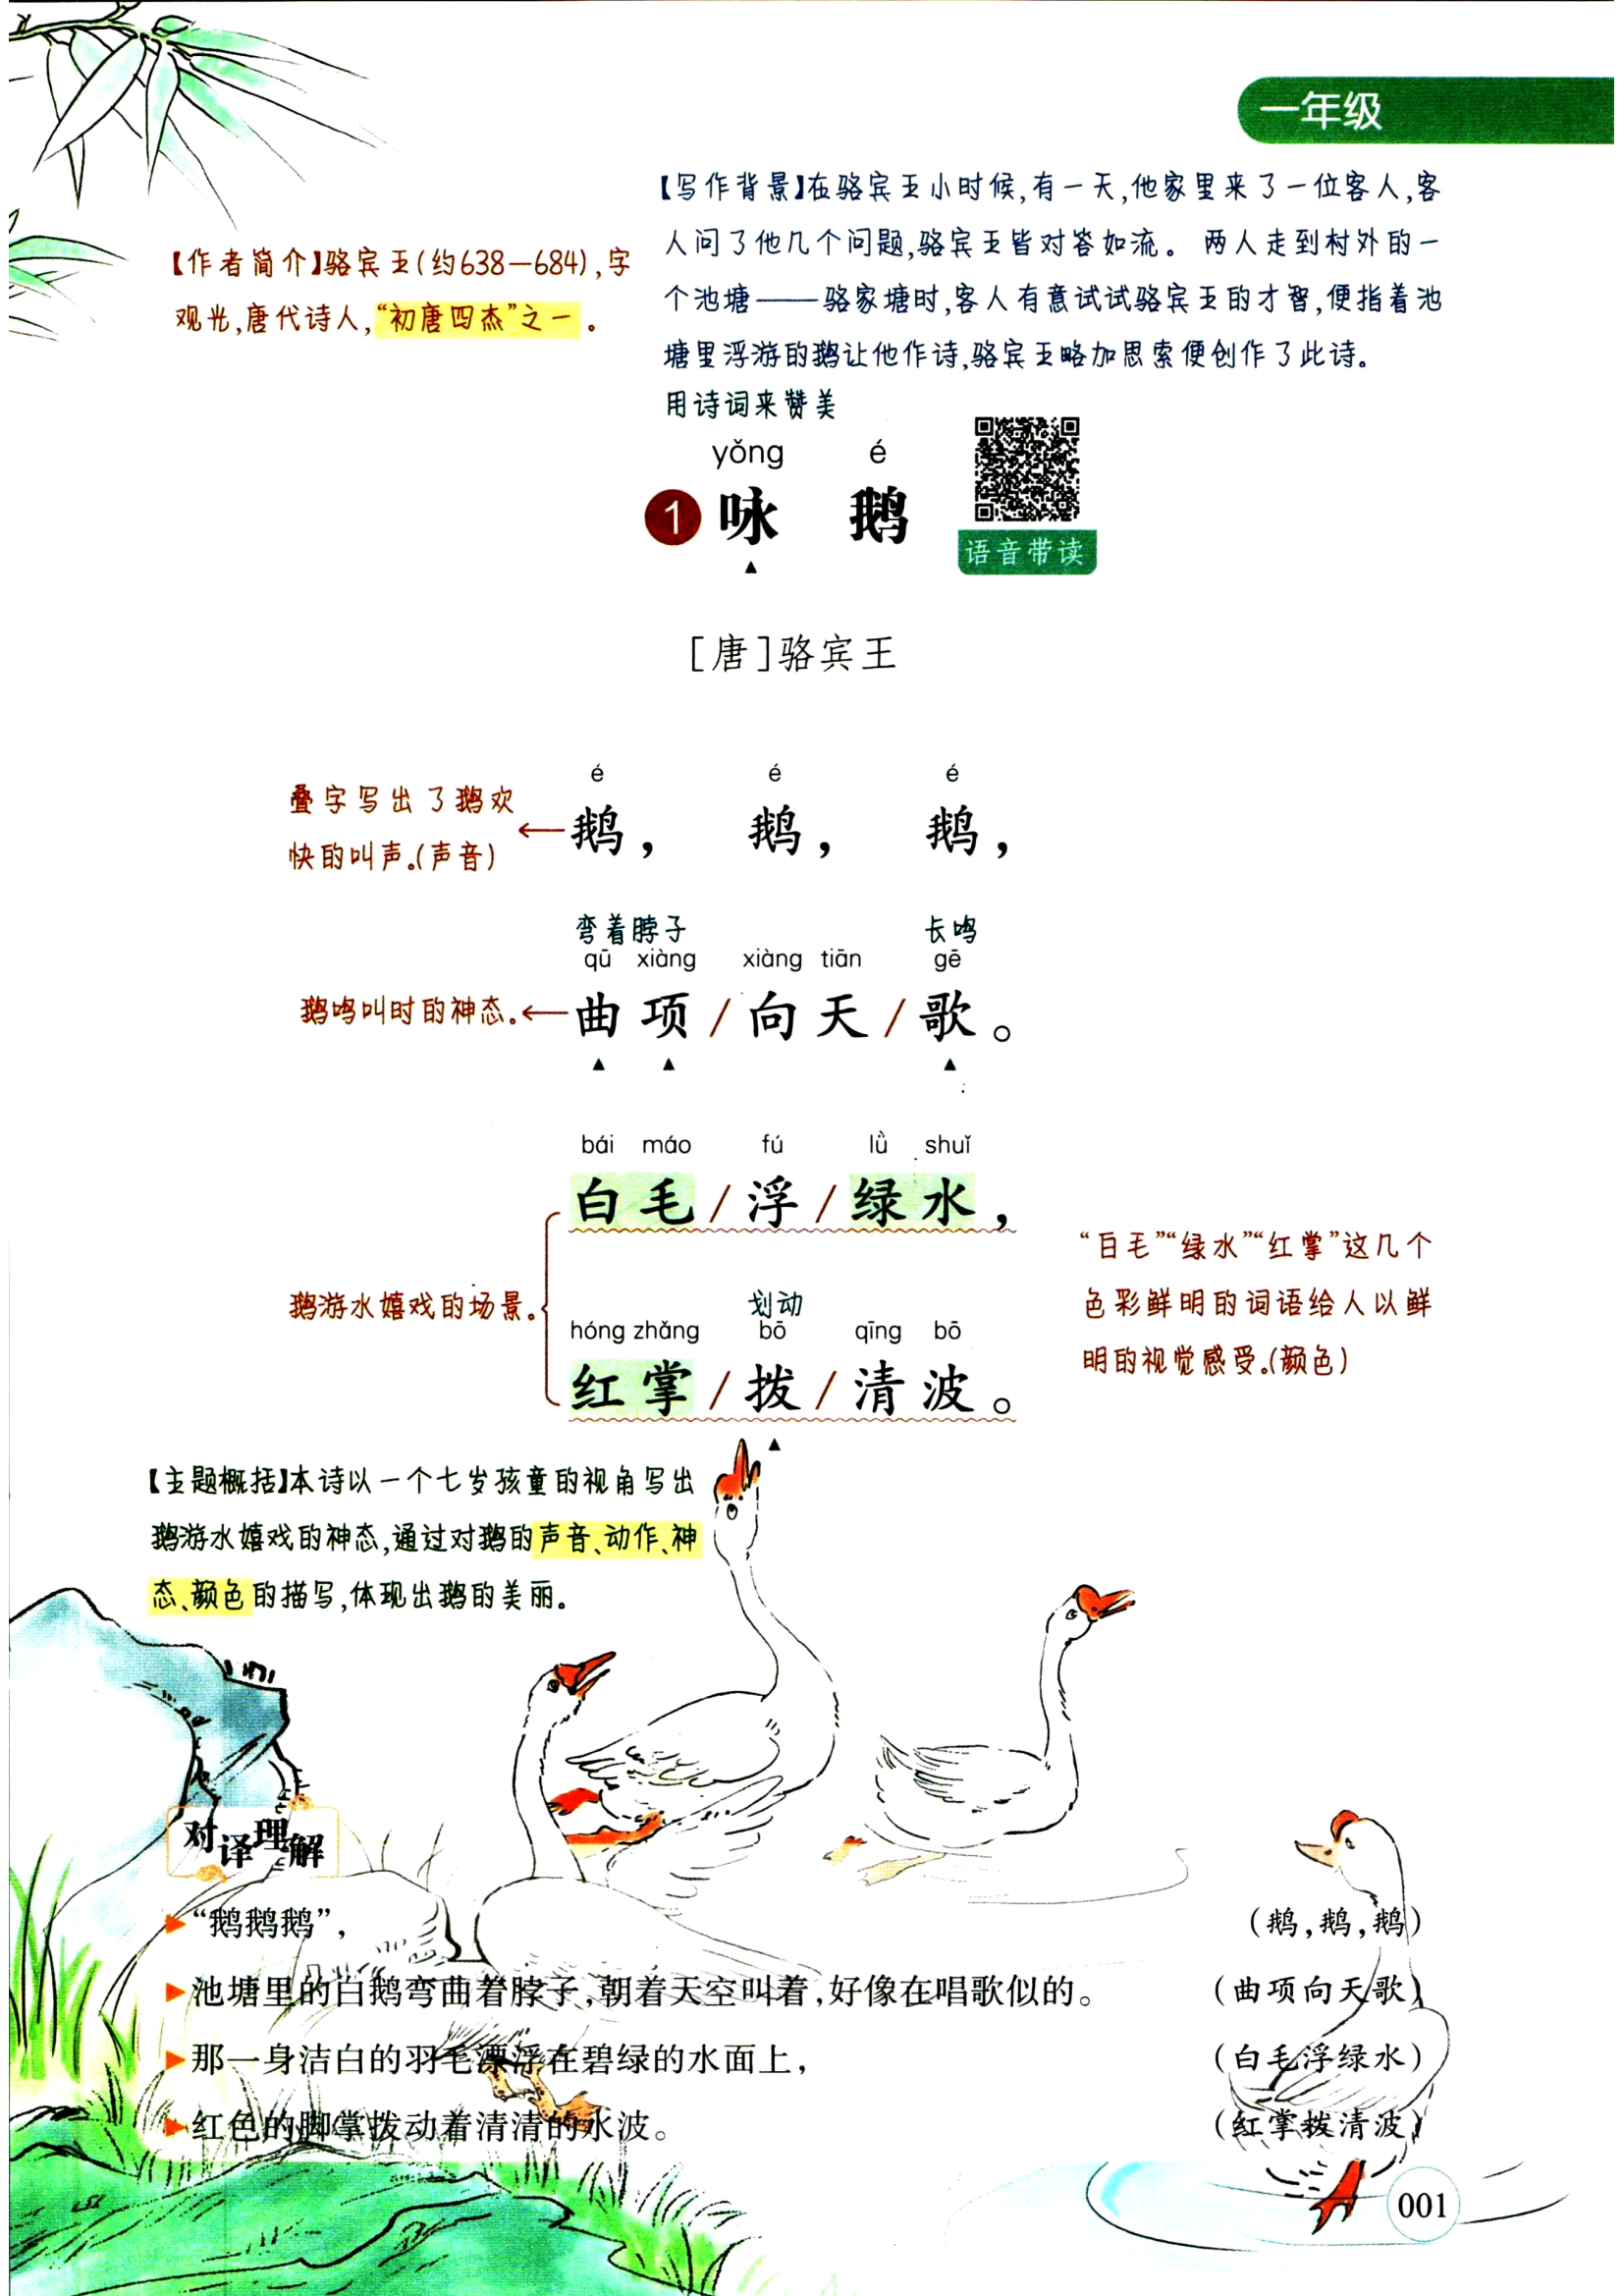 一年级
【作者简介】骆宾王(约638—684),字
观光,唐代诗人,“初唐四杰”之一。
【写作背景】在骆宾王小时候,有一天,他家里来了一位客人,客
人问了他几个问题,骆宾王皆对答如流。两人走到村外的一
个池塘——骆家塘时,客人有意试试骆宾王的才智,便指着池
塘里浮游的鹅让他作诗,骆宾王略加思索便创作了此诗。
用诗词来赞美
yǒng é
1 咏 鹅
语音带读
[唐]骆宾王
é é é
鹅， 鹅， 鹅，
叠字写出了鹅欢
快的叫声。(声音)
弯着脖子 长鸣
qū xiàng xiàng tiān gē
曲项/向天/歌。
鹅鸣叫时的神态。
bái máo fú lǜ shuǐ
白毛/浮/绿水，
鹅游水嬉戏的场景。
划动
hóng zhǎng bō qīng bō
红掌/拨/清波。
“白毛”“绿水”“红掌”这几个
色彩鲜明的词语给人以鲜
明的视觉感受。(颜色)
【主题概括】本诗以一个七岁孩童的视角写出
鹅游水嬉戏的神态,通过对鹅的声音、动作、神
态、颜色的描写,体现出鹅的美丽。
对译理解
“鹅鹅鹅”, (鹅,鹅,鹅)
池塘里的白鹅弯曲着脖子,朝着天空叫着,好像在唱歌似的。 (曲项向天歌)
那一身洁白的羽毛漂浮在碧绿的水面上, (白毛浮绿水)
红色的脚掌拨动着清清的水波。 (红掌拨清波)
001